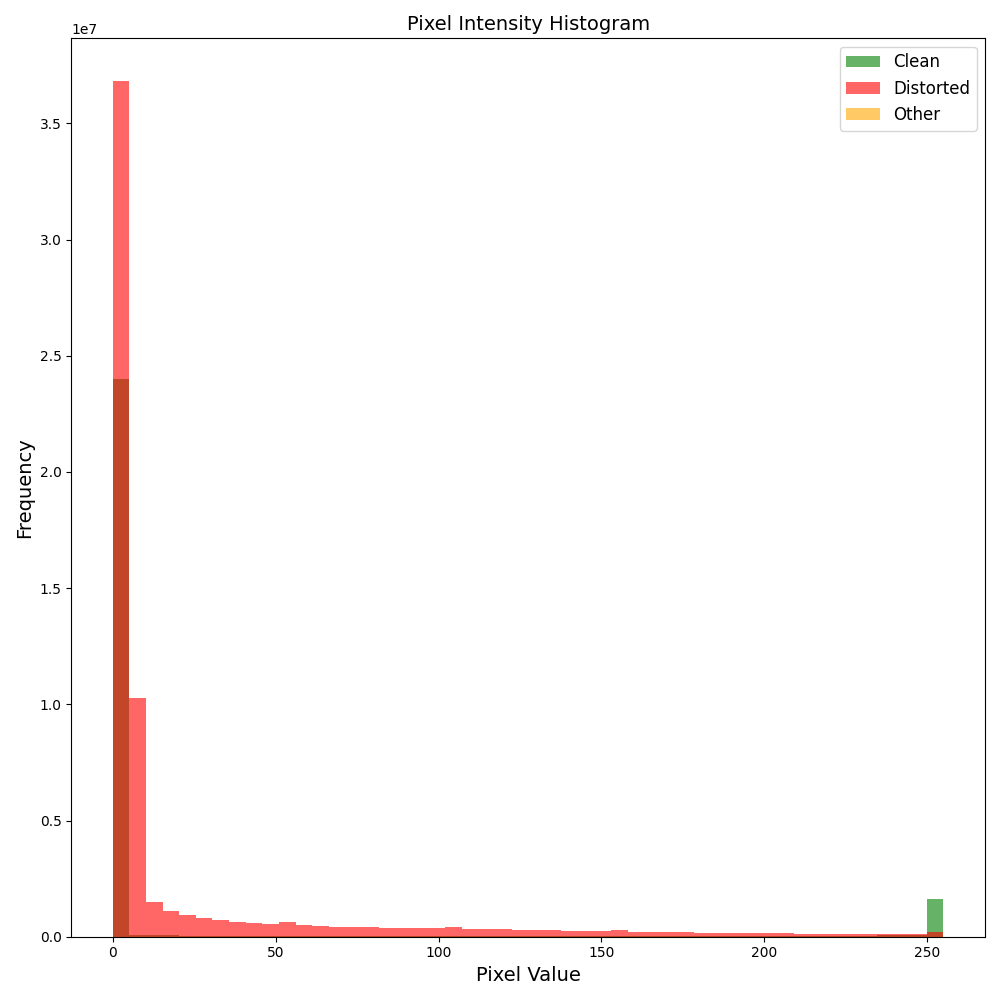 Pixel Intensity Histogram
1e7
Clean
Distorted
Other
3.5
3.0
2.5
2.0
1.5
1.0
0.5
0.0
Frequency
0 50 100 150 200 250
Pixel Value